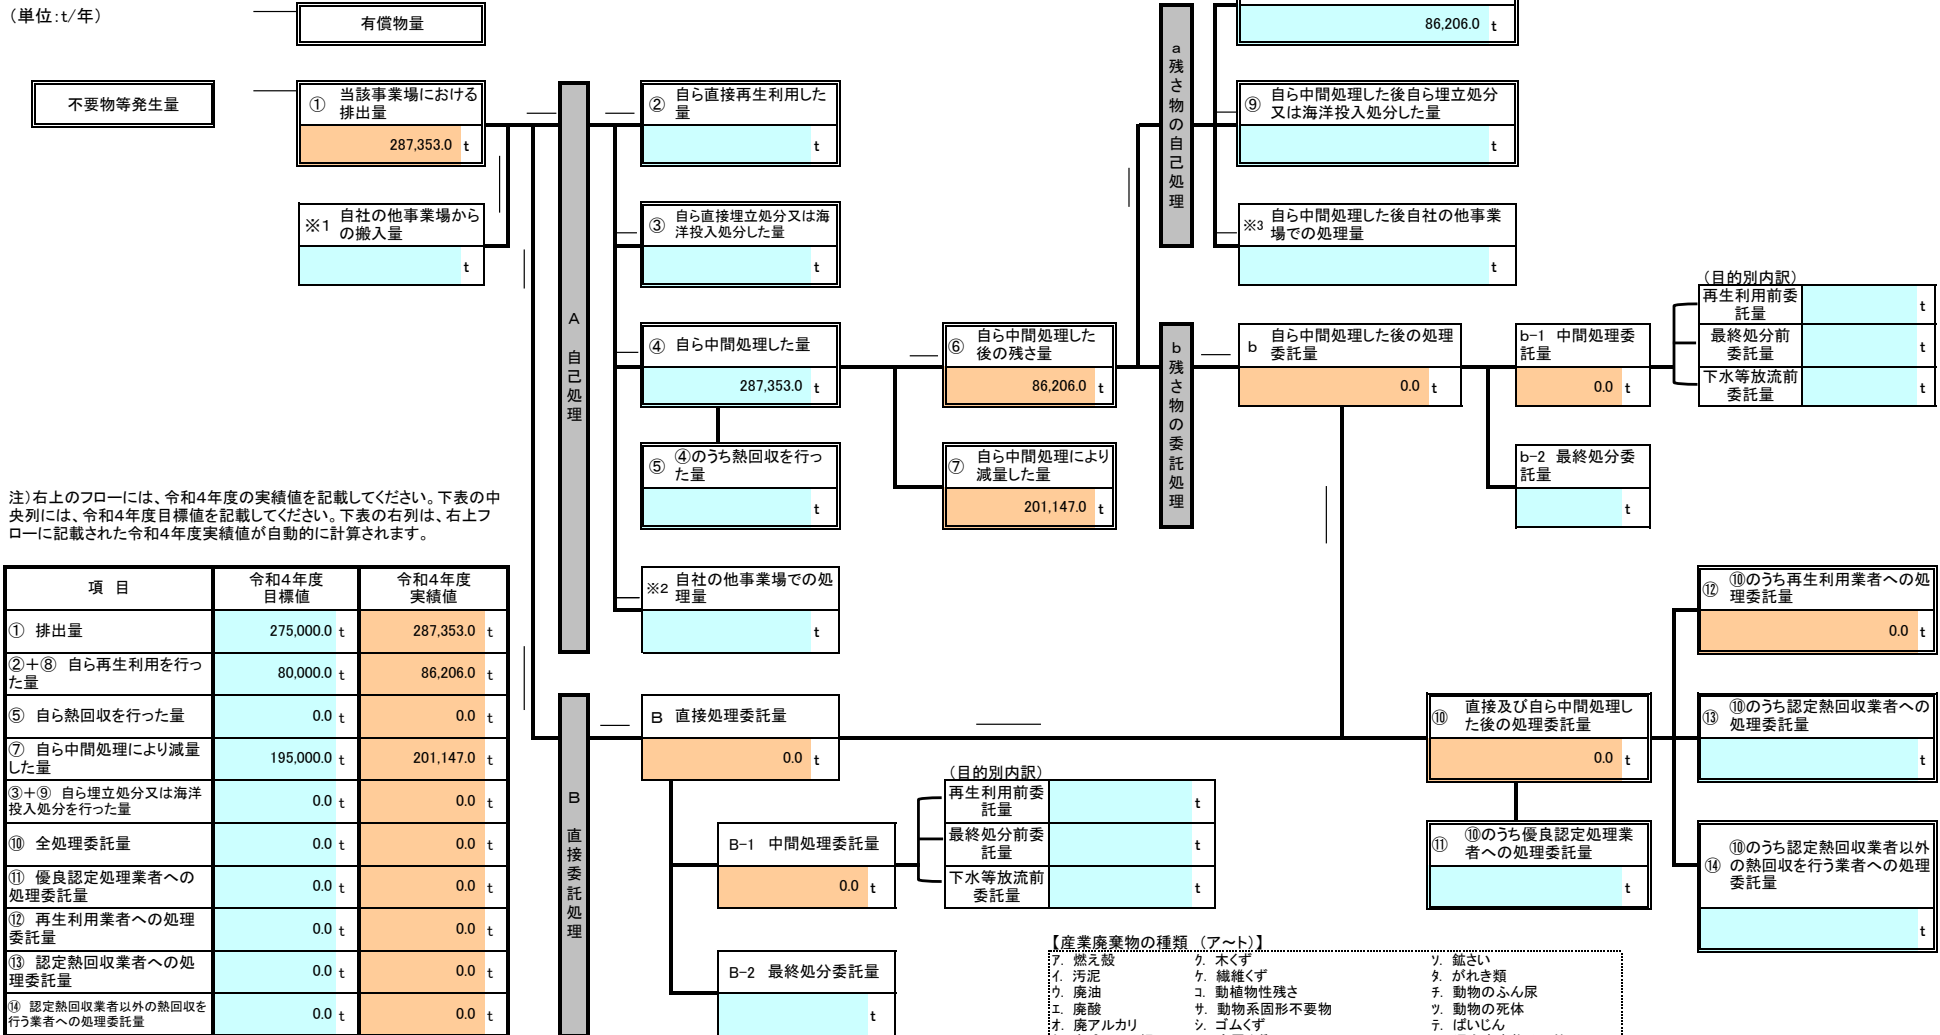 (単位:t/年)
有償物量
86,206.0 t
不要物等発生量
① 当該事業場における
排出量
287,353.0 t
※1 自社の他事業場から
の搬入量
t
A 自己処理
② 自ら直接再生利用した
量
t
③ 自ら直接埋立処分又は海
洋投入処分した量
t
④ 自ら中間処理した量
287,353.0 t
⑤ ④のうち熱回収を行っ
た量
t
※2 自社の他事業場での処
理量
t
⑥ 自ら中間処理した
後の残さ量
86,206.0 t
⑦ 自ら中間処理により
減量した量
201,147.0 t
a 残さ物の自己処理
⑨ 自ら中間処理した後自ら埋立処分
又は海洋投入処分した量
t
※3 自ら中間処理した後自社の他事業
場での処理量
t
b 残さ物の委託処理
b 自ら中間処理した後の処理
委託量
0.0 t
b-1 中間処理委
託量
0.0 t
b-2 最終処分委
託量
t
(目的別内訳)
再生利用前委
託量
t
最終処分前
委託量
t
下水等放流前
委託量
t
注)右上のフローには、令和4年度の実績値を記載してください。下表の中
央列には、令和4年度目標値を記載してください。下表の右列は、右上フ
ローに記載された令和4年度実績値が自動的に計算されます。
項 目
令和4年度
目標値
令和4年度
実績値
① 排出量 275,000.0 t 287,353.0 t
②+⑧ 自ら再生利用を行っ
た量
80,000.0 t 86,206.0 t
⑤ 自ら熱回収を行った量 0.0 t 0.0 t
⑦ 自ら中間処理により減量
した量
195,000.0 t 201,147.0 t
③+⑨ 自ら埋立処分又は海洋
投入処分を行った量
0.0 t 0.0 t
⑩ 全処理委託量 0.0 t 0.0 t
⑪ 優良認定処理業者への
処理委託量
0.0 t 0.0 t
⑫ 再生利用業者への処理
委託量
0.0 t 0.0 t
⑬ 認定熱回収業者への処
理委託量
0.0 t 0.0 t
⑭ 認定熱回収業者以外の熱回収を
行う業者への処理委託量
0.0 t 0.0 t
B 直接委託処理
B 直接処理委託量
0.0 t
B-1 中間処理委託量
0.0 t
B-2 最終処分委託量
t
(目的別内訳)
再生利用前委
託量
t
最終処分前委
託量
t
下水等放流前
委託量
t
⑩ 直接及び自ら中間処理し
た後の処理委託量
0.0 t
⑪ ⑩のうち優良認定処理業
者への処理委託量
t
⑫ ⑩のうち再生利用業者への処
理委託量
0.0 t
⑬ ⑩のうち認定熱回収業者への
処理委託量
t
⑭ ⑩のうち認定熱回収業者以外
の熱回収を行う業者への処理
委託量
t
【産業廃棄物の種類 (ア~ト)】
ア. 燃え殻 ク. 木くず ソ. 鉱さい
イ. 汚泥 ケ. 繊維くず タ. がれき類
ウ. 廃油 コ. 動植物性残さ チ. 動物のふん尿
エ. 廃酸 サ. 動物系固形不要物 ツ. 動物の死体
オ. 廃アルカリ シ. ゴムくず テ. ばいじん